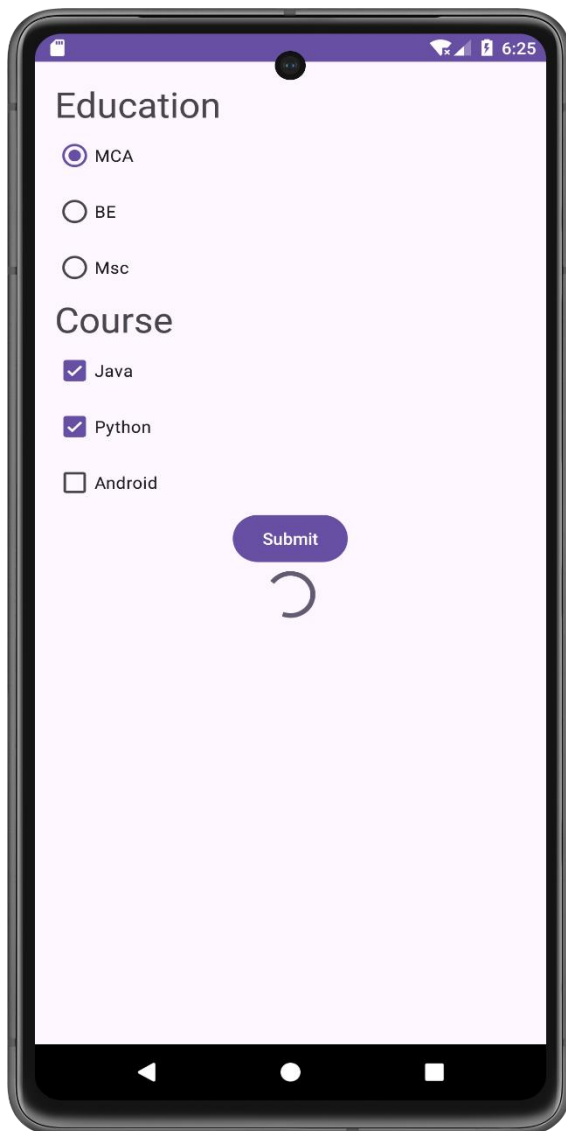 6:25
Education
MCA
BE
Msc
Course
Java
Python
Android
Submit